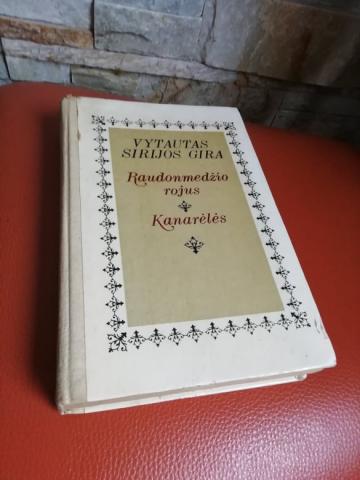 VYTAUTAS
SIRIJOS GIRA
Raudonmedžio
rojus
Kanarėlės